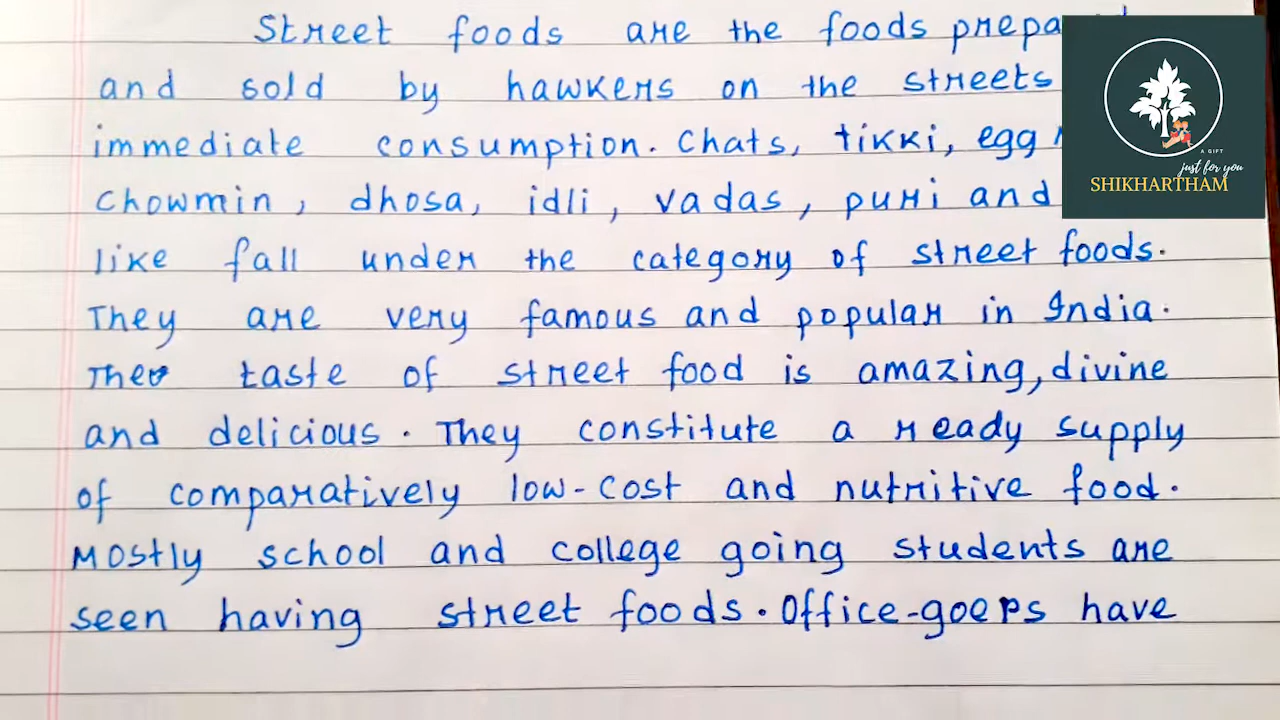 Street foods are the foods
and sold by hawkers on the streets
immediate consumption. Chats, tikki, egg
chowmin, dhosa, idli, vadas, puri and
like fall under the category of street foods.
They are very famous and popular in India.
The taste of street food is amazing, divine
and delicious. They constitute a ready supply
of comparatively low-cost and nutritive food.
Mostly school and college going students are
seen having street foods. Office-goers have
A GIFT
just for you
SHIKHARTHAM